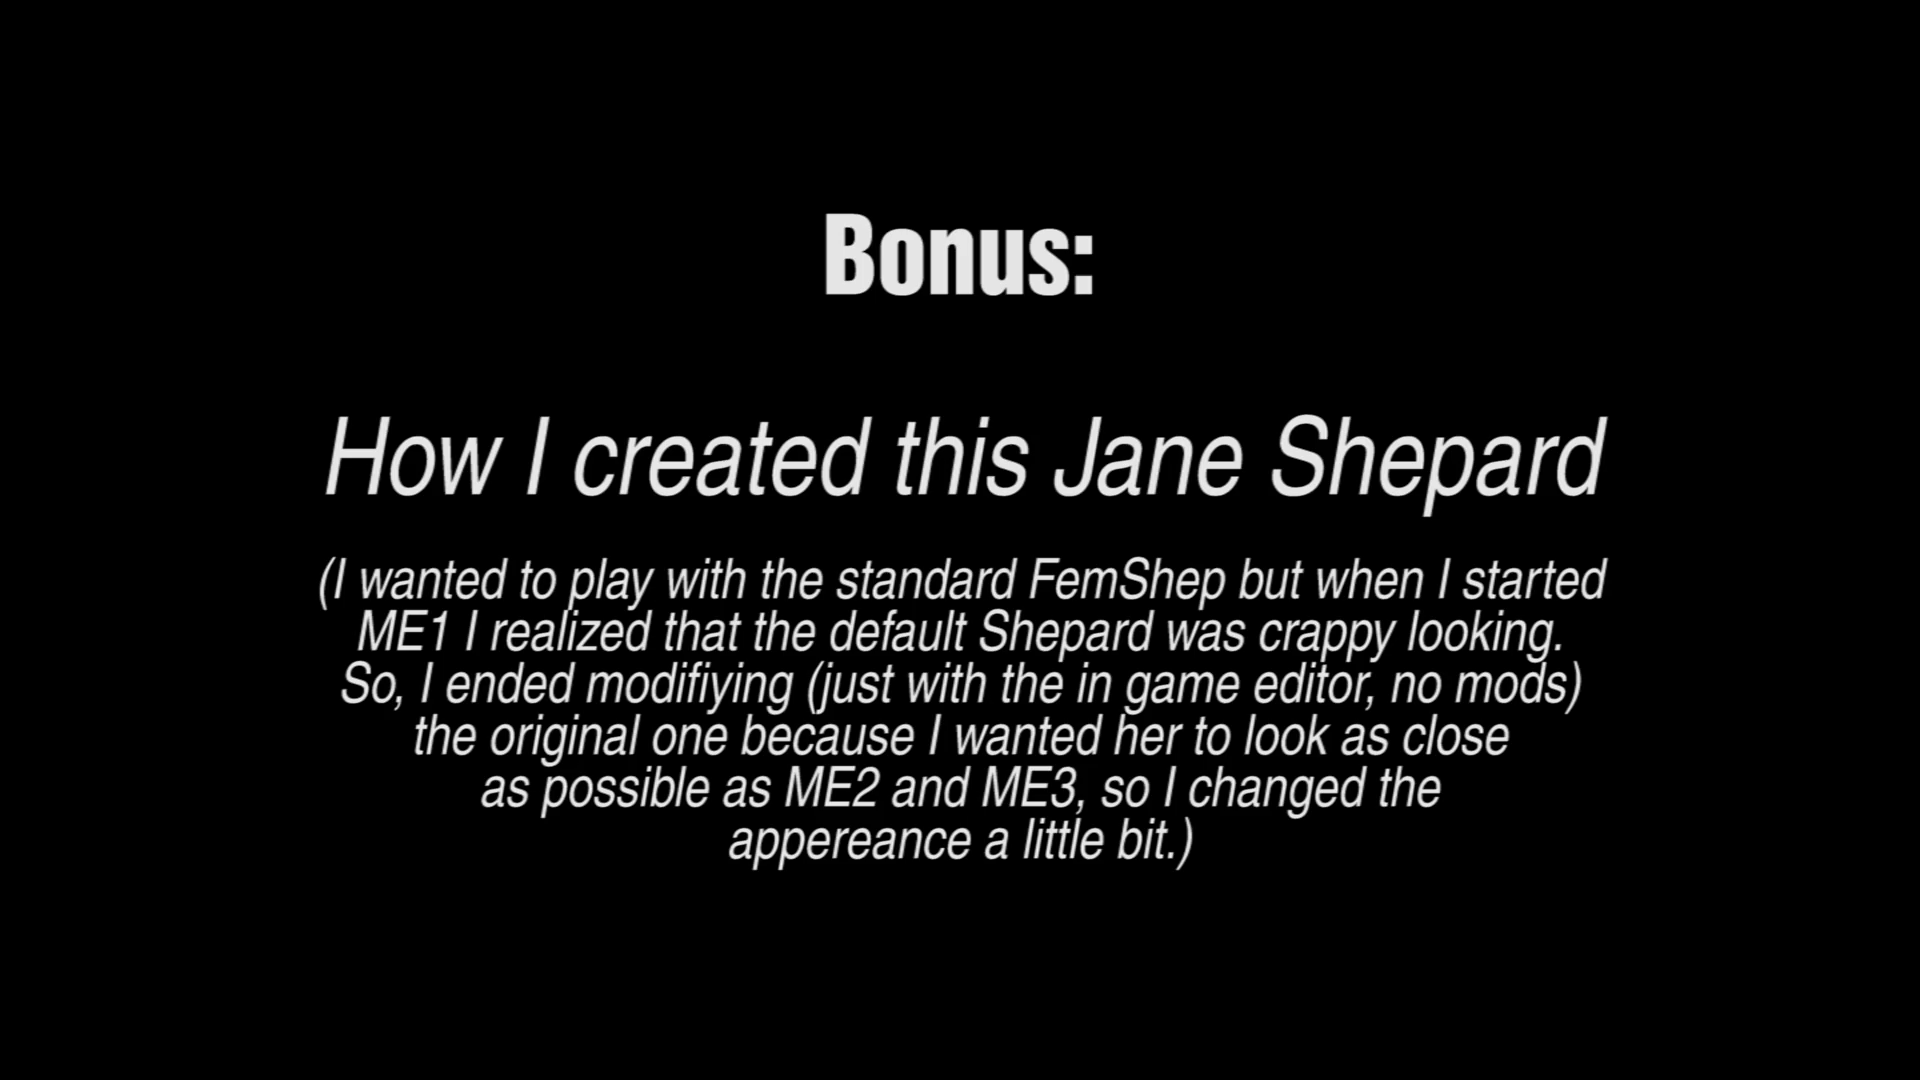 Bonus:
How I created this Jane Shepard
(I wanted to play with the standard FemShep but when I started
ME1 I realized that the default Shepard was crappy looking.
So, I ended modifiying (just with the in game editor, no mods)
the original one because I wanted her to look as close
as possible as ME2 and ME3, so I changed the
appereance a little bit.)